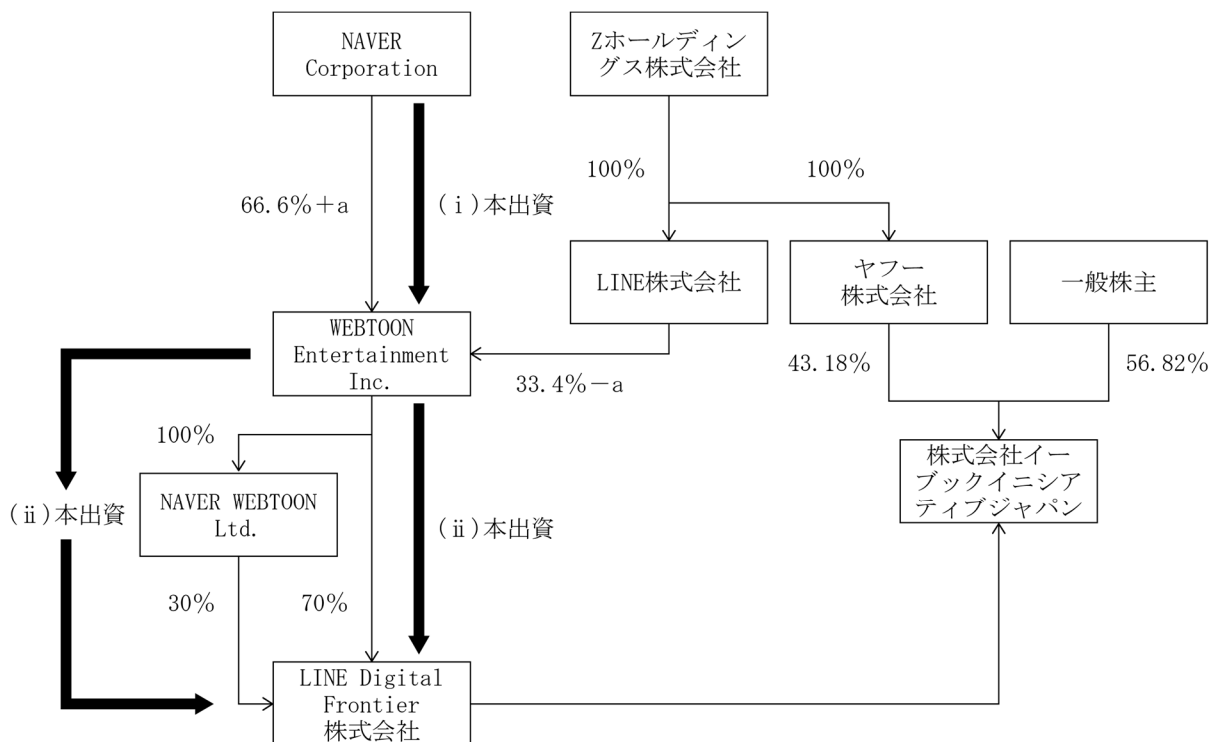 NAVER
Corporation
Zホールディン
グス株式会社
100%
100%
66.6%＋a
(ⅰ)本出資
LINE株式会社
ヤフー
株式会社
一般株主
WEBTOON
Entertainment
Inc.
33.4%－a
43.18%
56.82%
100%
株式会社イー
ブックイニシア
ティブジャパン
NAVER WEBTOON
Ltd.
(ⅱ)本出資
(ⅱ)本出資
30%
70%
LINE Digital
Frontier
株式会社